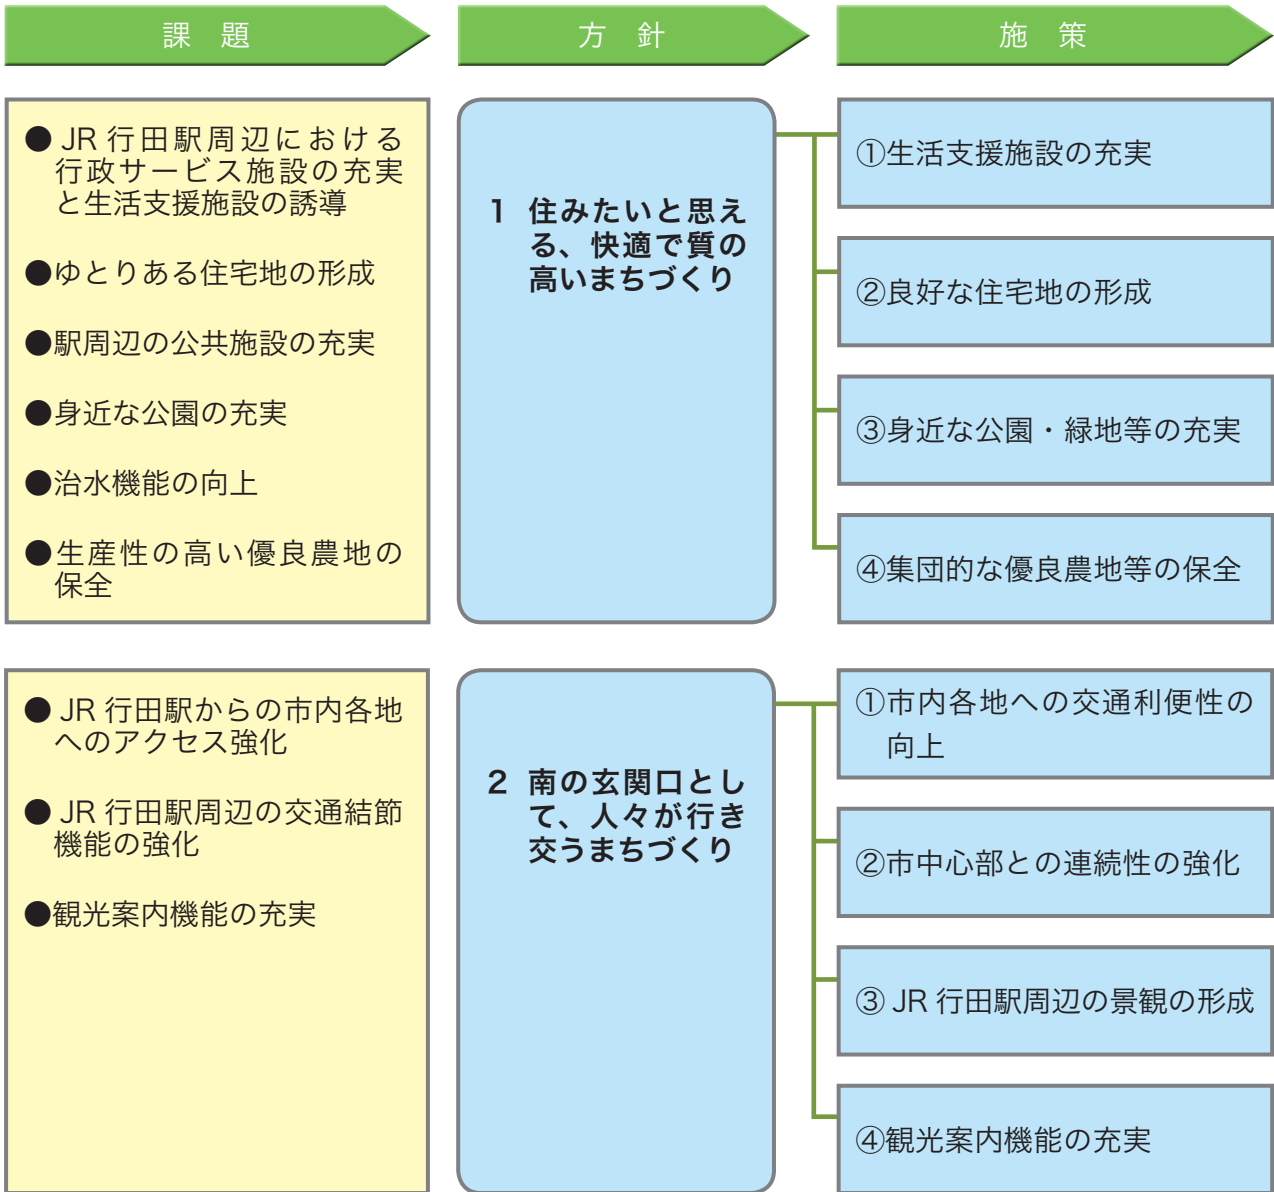 課 題
方 針
施 策
● JR 行田駅周辺における
行政サービス施設の充実
と生活支援施設の誘導
●ゆとりある住宅地の形成
●駅周辺の公共施設の充実
●身近な公園の充実
●治水機能の向上
●生産性の高い優良農地の
保全
1 住みたいと思え
る、快適で質の
高いまちづくり
①生活支援施設の充実
②良好な住宅地の形成
③身近な公園・緑地等の充実
④集団的な優良農地等の保全
● JR 行田駅からの市内各地
へのアクセス強化
● JR 行田駅周辺の交通結節
機能の強化
●観光案内機能の充実
2 南の玄関口とし
て、人々が行き
交うまちづくり
①市内各地への交通利便性の
向上
②市中心部との連続性の強化
③ JR 行田駅周辺の景観の形成
④観光案内機能の充実